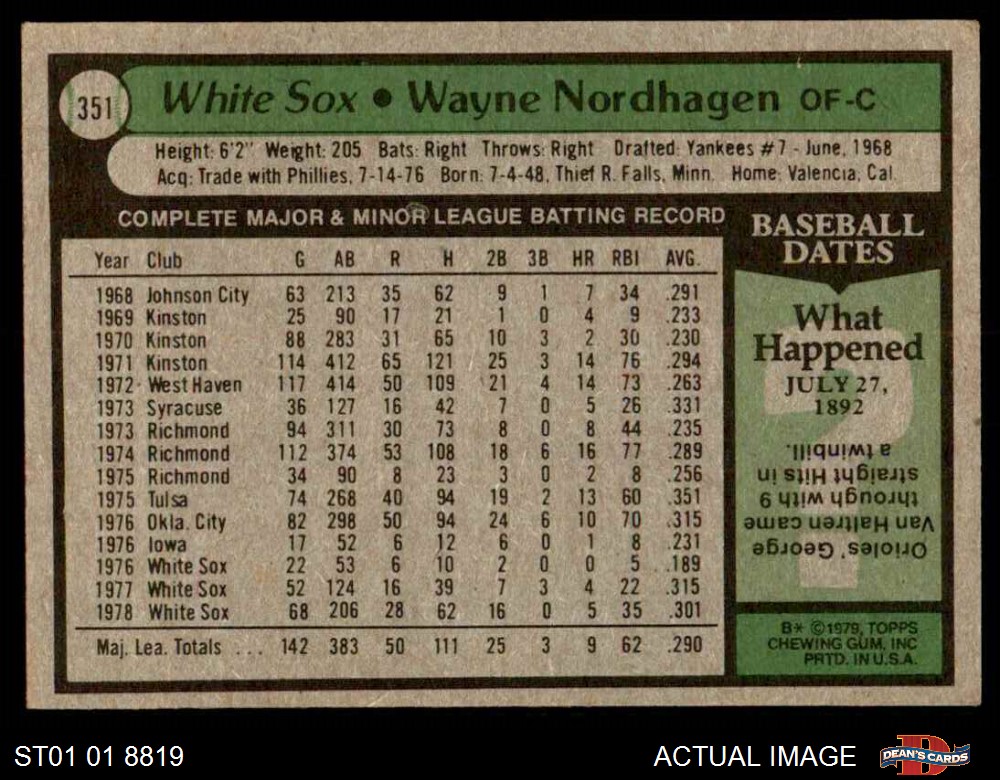 351
White Sox • Wayne Nordhagen OF-C
Height: 6'2" Weight: 205 Bats: Right Throws: Right Drafted: Yankees #7 - June, 1968
Acq: Trade with Phillies, 7-14-76 Born: 7-4-48, Thief R. Falls, Minn. Home: Valencia, Cal.
COMPLETE MAJOR & MINOR LEAGUE BATTING RECORD
Year Club G AB R H 2B 3B HR RBI AVG.
1968 Johnson City 63 213 35 62 9 1 7 34 .291
1969 Kinston 25 90 17 21 1 0 4 9 .233
1970 Kinston 88 283 31 65 10 3 2 30 .230
1971 Kinston 114 412 65 121 25 3 14 76 .294
1972 West Haven 117 414 50 109 21 4 14 73 .263
1973 Syracuse 36 127 16 42 7 0 5 26 .331
1973 Richmond 94 311 30 73 8 0 8 44 .235
1974 Richmond 112 374 53 108 18 6 16 77 .289
1975 Richmond 34 90 8 23 3 0 2 8 .256
1975 Tulsa 74 268 40 94 19 2 13 60 .351
1976 Okla. City 82 298 50 94 24 6 10 70 .315
1976 Iowa 17 52 6 12 6 0 1 8 .231
1976 White Sox 22 53 6 10 2 0 0 5 .189
1977 White Sox 52 124 16 39 7 3 4 22 .315
1978 White Sox 68 206 28 62 16 0 5 35 .301
Maj. Lea. Totals ... 142 383 50 111 25 3 9 62 .290
BASEBALL
DATES
What
Happened
JULY 27,
1892
?
Orioles' George
Van Haltren came
through with 9
straight Hits in
a twinbill.
B* ©1979, TOPPS
CHEWING GUM, INC
PRTD. IN U.S.A.
ST01 01 8819
ACTUAL IMAGE
D
DEAN'S CARDS